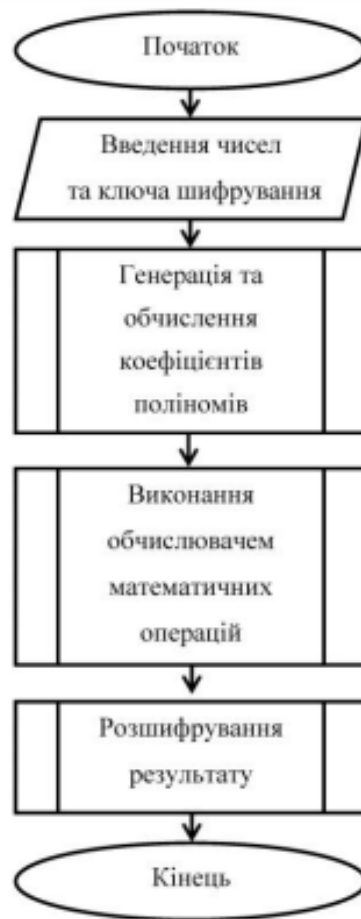 Початок
Введення чисел
та ключа шифрування
Генерація та
обчислення
коефіцієнтів
поліномів
Виконання
обчислювачем
математичних
операцій
Розшифрування
результату
Кінець